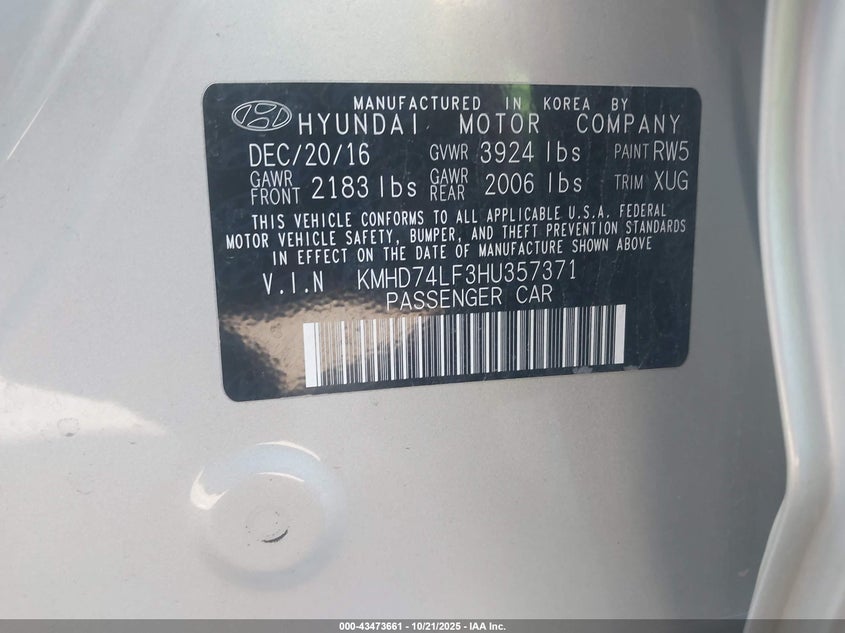 MANUFACTURED IN KOREA BY
HYUNDAI MOTOR COMPANY
DEC/20/16 GVWR 3924 lbs PAINT RW5
GAWR FRONT 2183 lbs GAWR REAR 2006 lbs TRIM XUG
THIS VEHICLE CONFORMS TO ALL APPLICABLE U.S.A. FEDERAL
MOTOR VEHICLE SAFETY, BUMPER, AND THEFT PREVENTION STANDARDS
IN EFFECT ON THE DATE OF MANUFACTURE SHOWN ABOVE
V.I.N KMHD74LF3HU357371
PASSENGER CAR
000-43473661 - 10/21/2025 - IAA Inc.